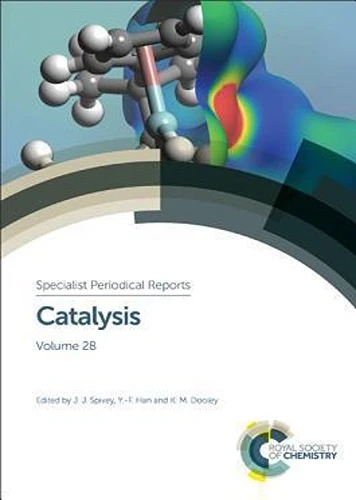 Specialist Periodical Reports
Catalysis
Volume 28
Edited by J. J. Spivey, Y.-F. Han and K. M. Dooley
ROYAL SOCIETY
OF CHEMISTRY